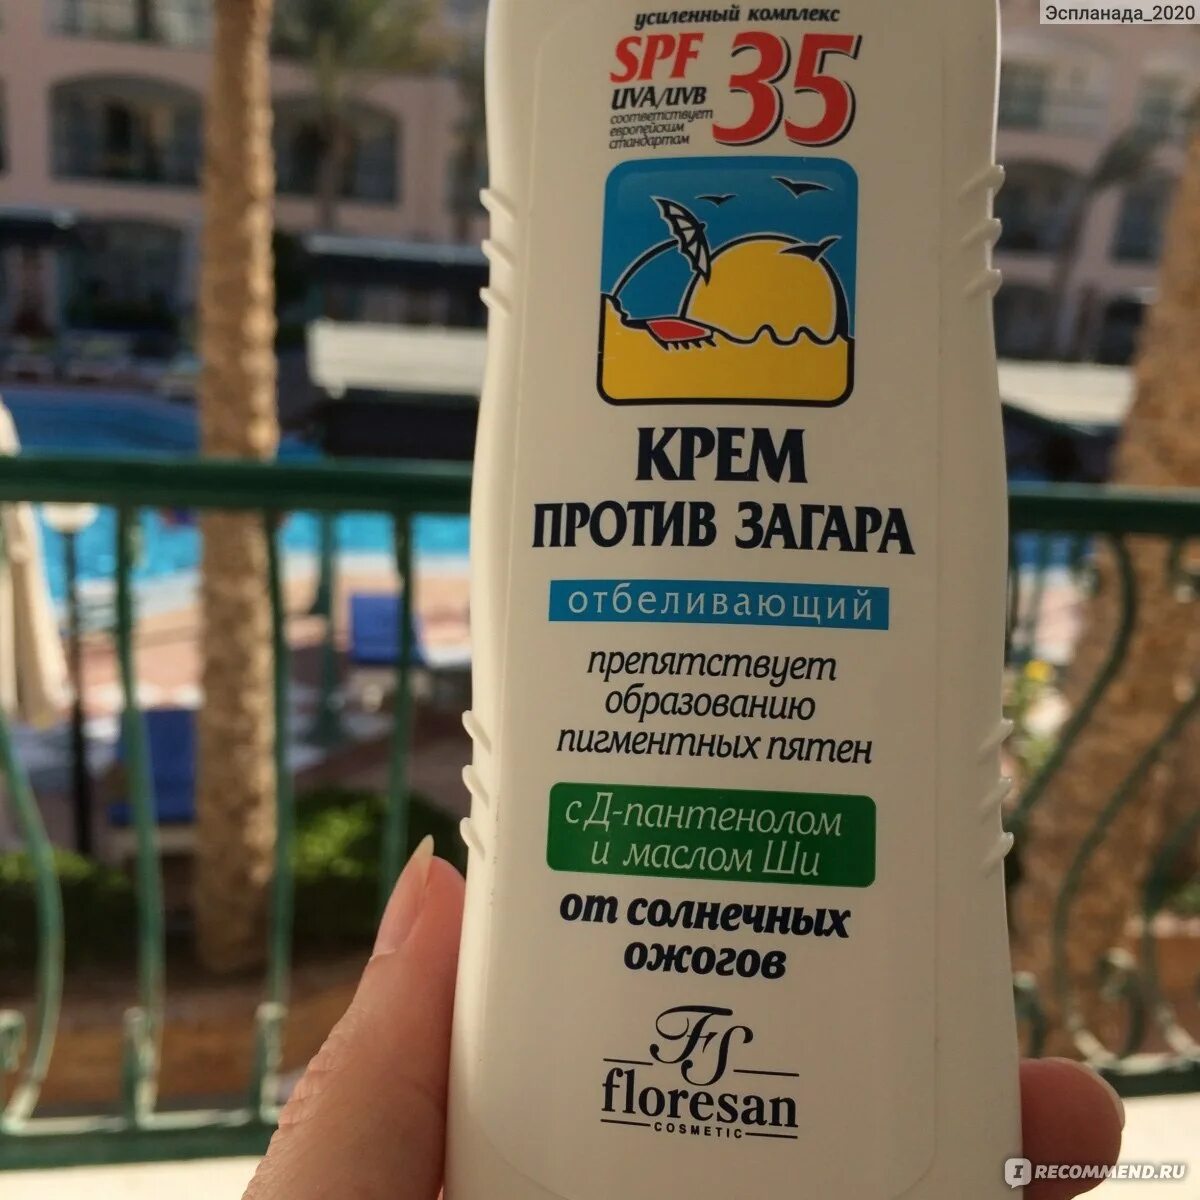 Эспланада_2020
усиленный комплекс
SPF 35
UVA/UVB
соответствует
европейским
стандартам
КРЕМ
ПРОТИВ ЗАГАРА
отбеливающий
препятствует
образованию
пигментных пятен
с Д-пантенолом
и маслом Ши
от солнечных
ожогов
FS
floresan
COSMETIC
I RECOMMEND.RU